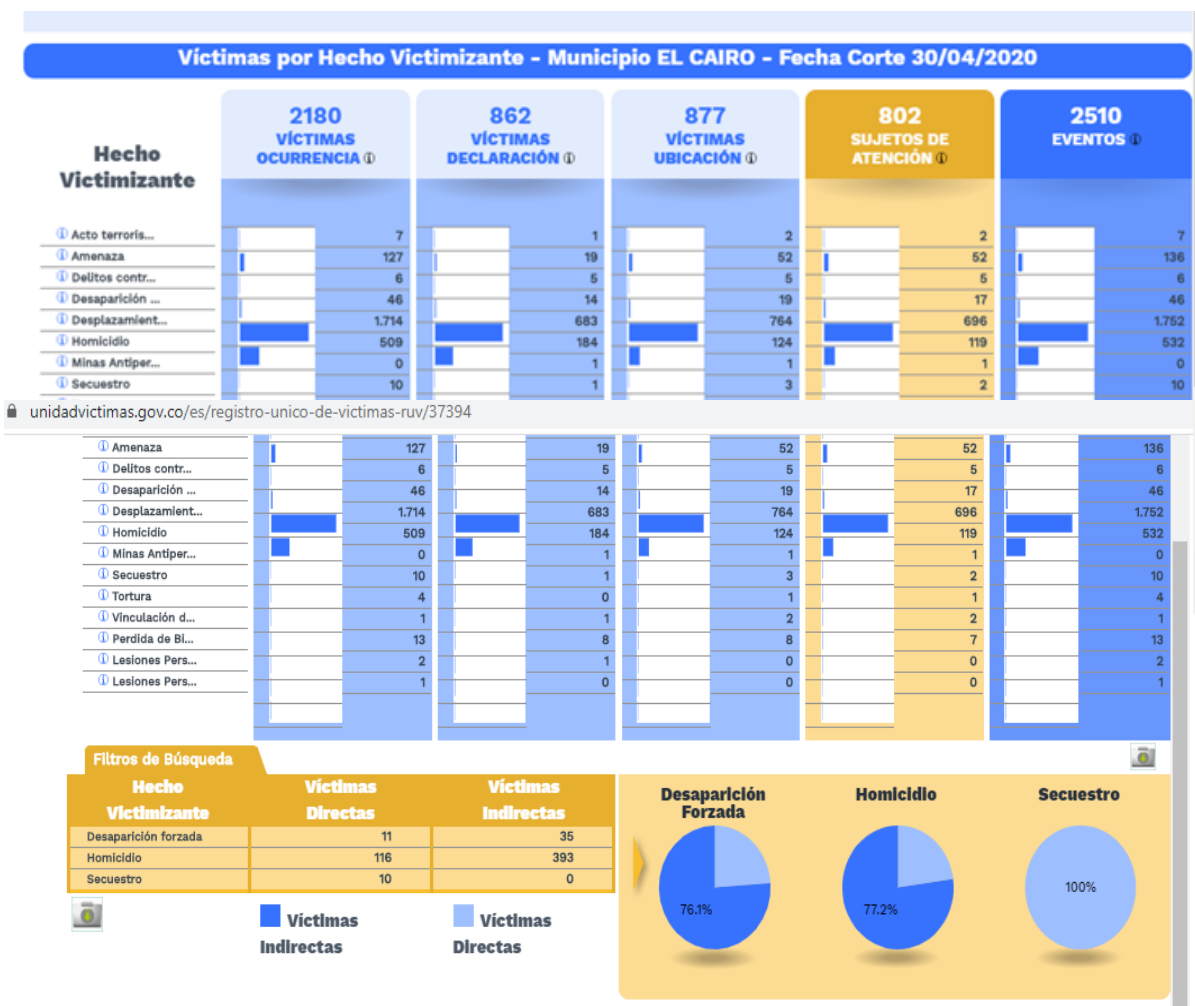 Víctimas por Hecho Victimizante - Municipio EL CAIRO - Fecha Corte 30/04/2020
Hecho Victimizante
2180 VÍCTIMAS OCURRENCIA
862 VÍCTIMAS DECLARACIÓN
877 VÍCTIMAS UBICACIÓN
802 SUJETOS DE ATENCIÓN
2510 EVENTOS
Acto terroris... 7 1 2 2 7
Amenaza 127 19 52 52 136
Delitos contr... 6 5 5 5 6
Desaparición ... 46 14 19 17 46
Desplazamient... 1.714 683 764 696 1.752
Homicidio 509 184 124 119 532
Minas Antiper... 0 1 1 1 0
Secuestro 10 1 3 2 10
unidadvictimas.gov.co/es/registro-unico-de-victimas-ruv/37394
Amenaza 127 19 52 52 136
Delitos contr... 6 5 5 5 6
Desaparición ... 46 14 19 17 46
Desplazamient... 1.714 683 764 696 1.752
Homicidio 509 184 124 119 532
Minas Antiper... 0 1 1 1 0
Secuestro 10 1 3 2 10
Tortura 4 0 1 1 4
Vinculación d... 1 1 2 2 1
Perdida de Bi... 13 8 8 7 13
Lesiones Pers... 2 1 0 0 2
Lesiones Pers... 1 0 0 0 1
Filtros de Búsqueda
Hecho Victimizante
Víctimas Directas
Víctimas Indirectas
Desaparición forzada 11 35
Homicidio 116 393
Secuestro 10 0
Víctimas Indirectas
Víctimas Directas
Desaparición Forzada
Homicidio
Secuestro
76.1%
77.2%
100%